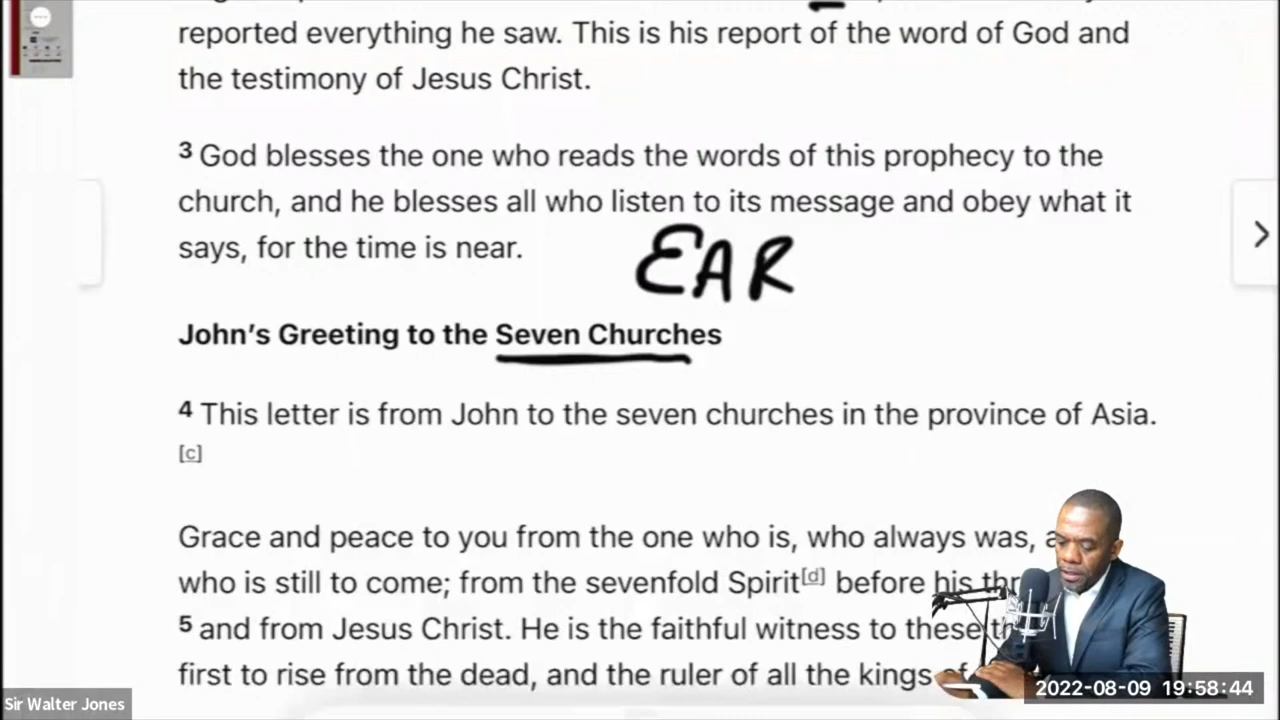 reported everything he saw. This is his report of the word of God and
the testimony of Jesus Christ.
3 God blesses the one who reads the words of this prophecy to the
church, and he blesses all who listen to its message and obey what it
says, for the time is near.
EAR
John’s Greeting to the Seven Churches
4 This letter is from John to the seven churches in the province of Asia.
[c]
Grace and peace to you from the one who is, who always was,
who is still to come; from the sevenfold Spirit[d] before his
5 and from Jesus Christ. He is the faithful witness to these
first to rise from the dead, and the ruler of all the kings
2022-08-09 19:58:44
Sir Walter Jones